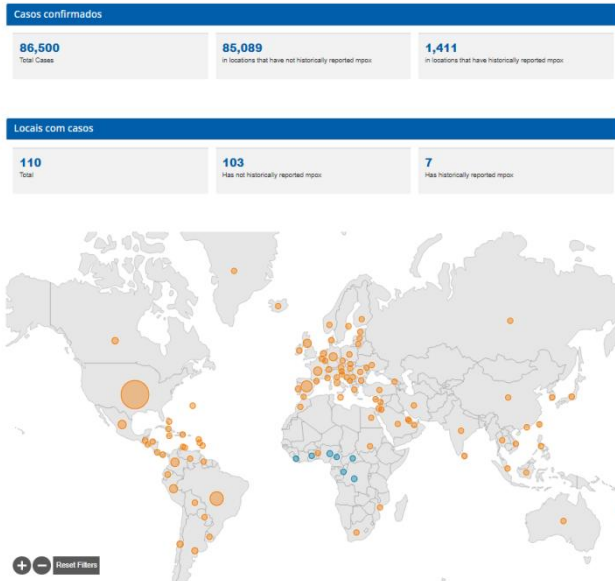 Casos confirmados
86,500
Total Cases
85,089
in locations that have not historically reported mpox
1,411
in locations that have historically reported mpox
Locais com casos
110
Total
103
Has not historically reported mpox
7
Has historically reported mpox
Reset Filters